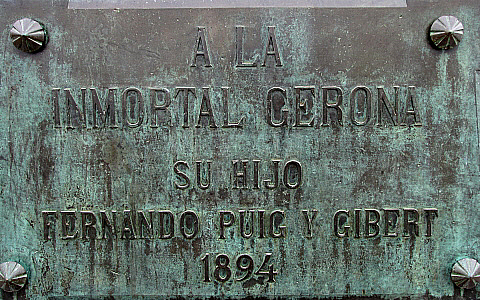 A LA
INMORTAL GERONA
SU HIJO
FERNANDO PUIG Y GIBERT
1894